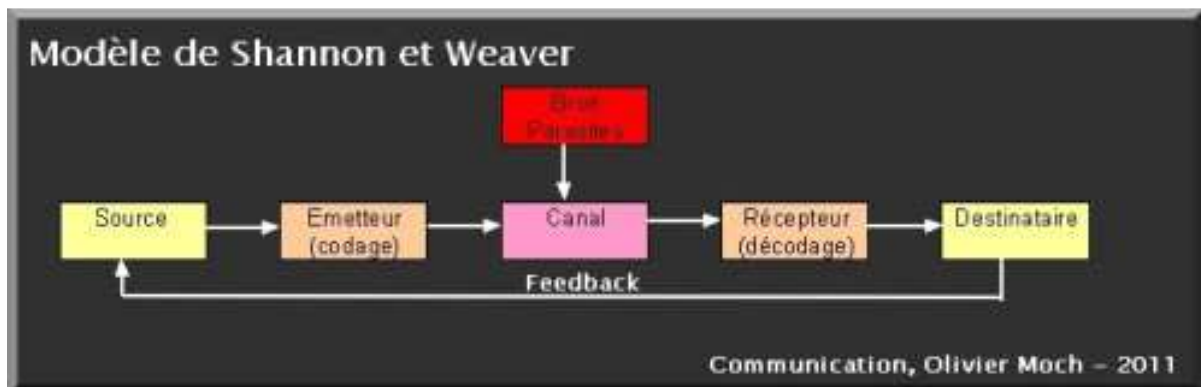 Modèle de Shannon et Weaver
Bruit
Parasites
Source
Emetteur
(codage)
Canal
Récepteur
(décodage)
Destinataire
Feedback
Communication, Olivier Moch – 2011